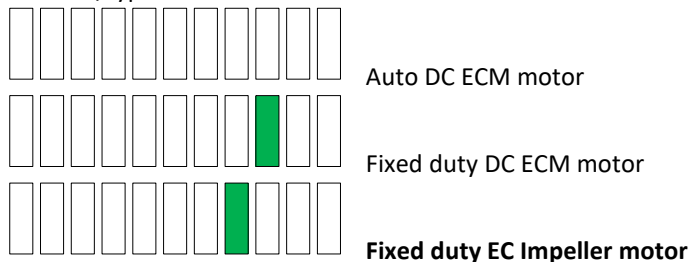 Auto DC ECM motor
Fixed duty DC ECM motor
Fixed duty EC Impeller motor